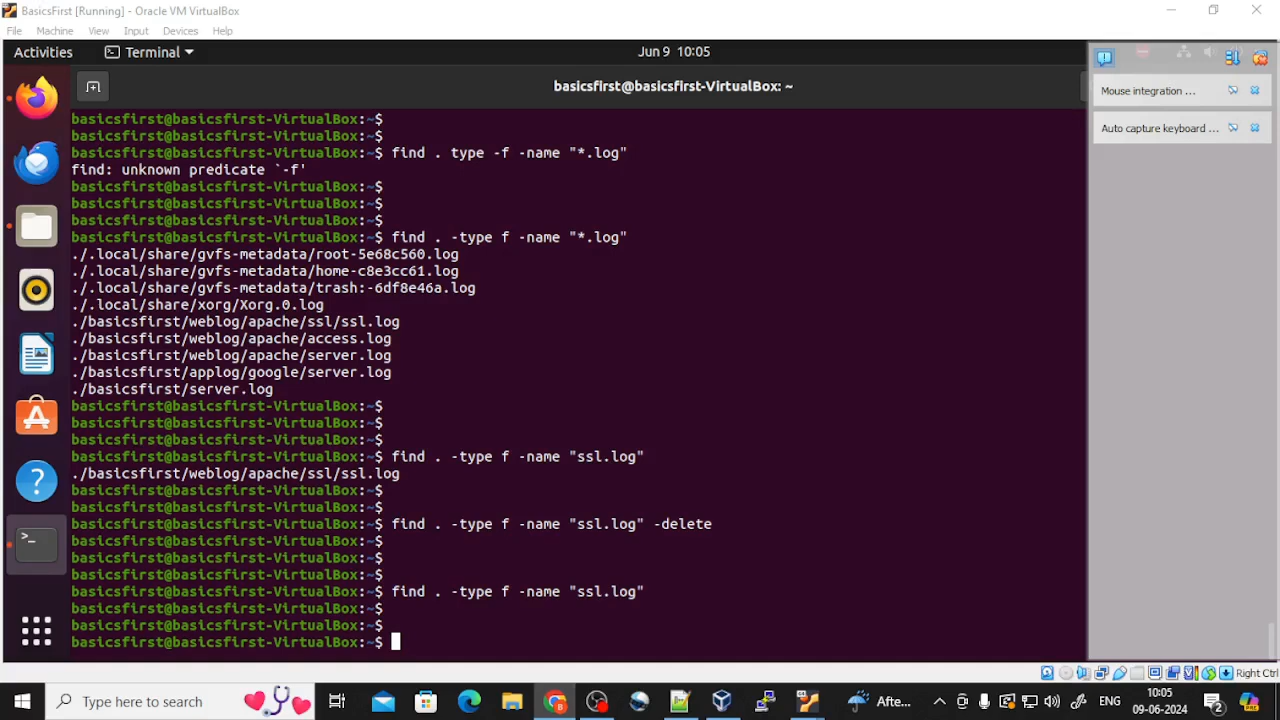 BasicsFirst [Running] - Oracle VM VirtualBox
File Machine View Input Devices Help
Activities Terminal Jun 9 10:05
basicsfirst@basicsfirst-VirtualBox: ~
Mouse integration ...
Auto capture keyboard ...
basicsfirst@basicsfirst-VirtualBox:~$
basicsfirst@basicsfirst-VirtualBox:~$
basicsfirst@basicsfirst-VirtualBox:~$ find . type -f -name "*.log"
find: unknown predicate `-f'
basicsfirst@basicsfirst-VirtualBox:~$
basicsfirst@basicsfirst-VirtualBox:~$
basicsfirst@basicsfirst-VirtualBox:~$
basicsfirst@basicsfirst-VirtualBox:~$ find . -type f -name "*.log"
./.local/share/gvfs-metadata/root-5e68c560.log
./.local/share/gvfs-metadata/home-c8e3cc61.log
./.local/share/gvfs-metadata/trash:-6df8e46a.log
./.local/share/xorg/Xorg.0.log
./basicsfirst/weblog/apache/ssl/ssl.log
./basicsfirst/weblog/apache/access.log
./basicsfirst/weblog/apache/server.log
./basicsfirst/applog/google/server.log
./basicsfirst/server.log
basicsfirst@basicsfirst-VirtualBox:~$
basicsfirst@basicsfirst-VirtualBox:~$
basicsfirst@basicsfirst-VirtualBox:~$
basicsfirst@basicsfirst-VirtualBox:~$ find . -type f -name "ssl.log"
./basicsfirst/weblog/apache/ssl/ssl.log
basicsfirst@basicsfirst-VirtualBox:~$
basicsfirst@basicsfirst-VirtualBox:~$
basicsfirst@basicsfirst-VirtualBox:~$ find . -type f -name "ssl.log" -delete
basicsfirst@basicsfirst-VirtualBox:~$
basicsfirst@basicsfirst-VirtualBox:~$
basicsfirst@basicsfirst-VirtualBox:~$
basicsfirst@basicsfirst-VirtualBox:~$ find . -type f -name "ssl.log"
basicsfirst@basicsfirst-VirtualBox:~$
basicsfirst@basicsfirst-VirtualBox:~$
basicsfirst@basicsfirst-VirtualBox:~$
Right Ctrl
Type here to search
Afte...
ENG
10:05
09-06-2024
2